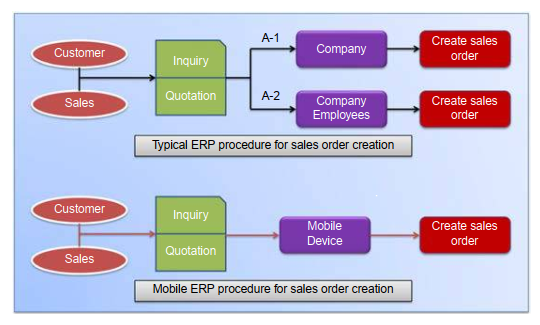 Customer
Sales
Inquiry
Quotation
A-1
Company
Create sales
order
A-2
Company
Employees
Create sales
order
Typical ERP procedure for sales order creation
Customer
Sales
Inquiry
Quotation
Mobile
Device
Create sales
order
Mobile ERP procedure for sales order creation